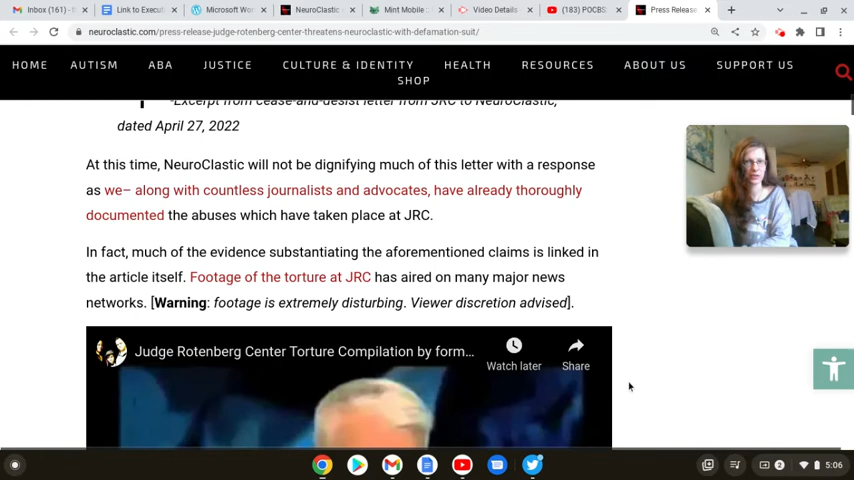 Inbox (161) -
Link to Execut
Microsoft Wor
NeuroClastic
Mint Mobile
Video Details
(183) POCBS
Press Release
neuroclastic.com/press-release-judge-rotenberg-center-threatens-neuroclastic-with-defamation-suit/
HOME AUTISM ABA JUSTICE CULTURE & IDENTITY HEALTH RESOURCES ABOUT US SUPPORT US
SHOP
-Excerpt from cease-and-desist letter from JRC to NeuroClastic,
dated April 27, 2022
At this time, NeuroClastic will not be dignifying much of this letter with a response
as we– along with countless journalists and advocates, have already thoroughly
documented the abuses which have taken place at JRC.
In fact, much of the evidence substantiating the aforementioned claims is linked in
the article itself. Footage of the torture at JRC has aired on many major news
networks. [Warning: footage is extremely disturbing. Viewer discretion advised].
Judge Rotenberg Center Torture Compilation by form...
Watch later Share
2 5:06